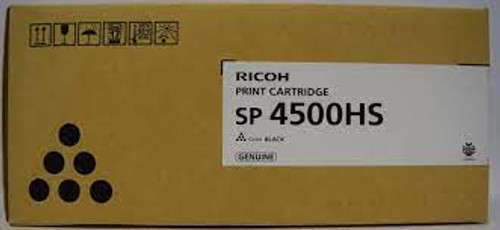 RICOH
PRINT CARTRIDGE
SP 4500HS
Color BLACK
GENUINE